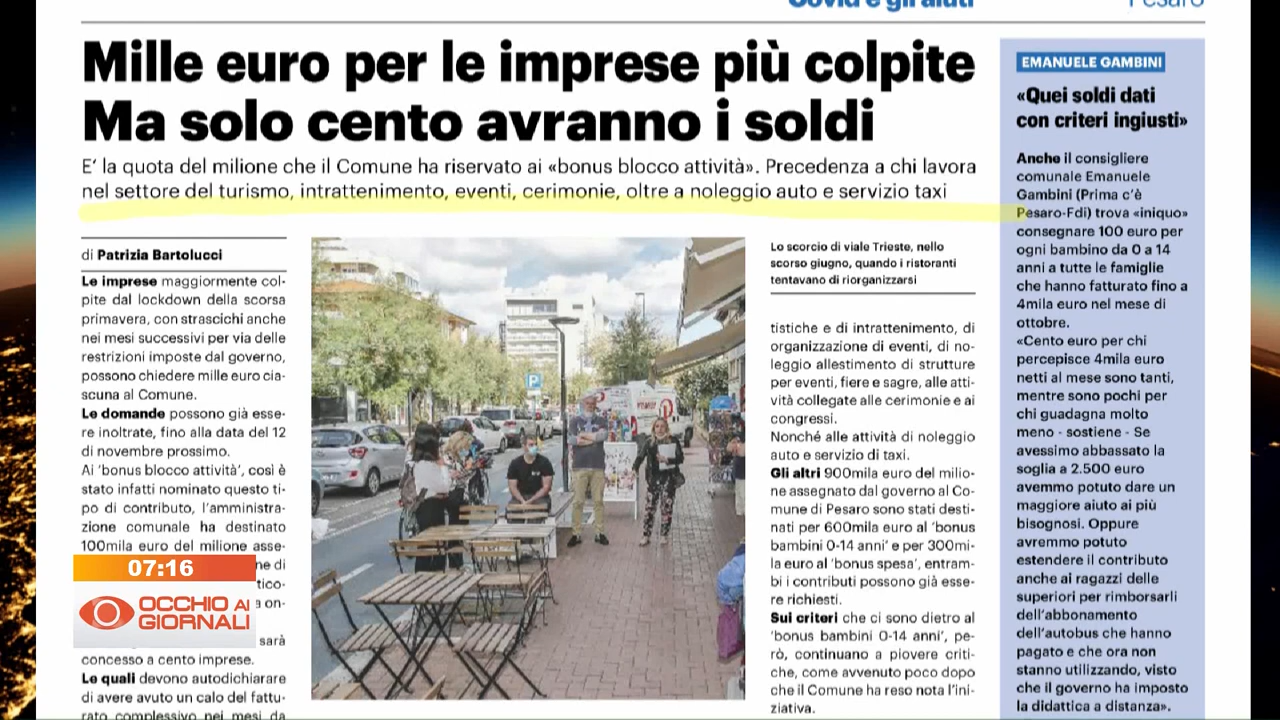 Covid e gli aiuti
Pesaro
Mille euro per le imprese più colpite
Ma solo cento avranno i soldi
E' la quota del milione che il Comune ha riservato ai «bonus blocco attività». Precedenza a chi lavora
nel settore del turismo, intrattenimento, eventi, cerimonie, oltre a noleggio auto e servizio taxi
di Patrizia Bartolucci
Le imprese maggiormente col-
pite dal lockdown della scorsa
primavera, con strascichi anche
nei mesi successivi per via delle
restrizioni imposte dal governo,
possono chiedere mille euro cia-
scuna al Comune.
Le domande possono già esse-
re inoltrate, fino alla data del 12
di novembre prossimo.
Ai 'bonus blocco attività', così è
stato infatti nominato questo ti-
po di contributo, l'amministra-
zione comunale ha destinato
100mila euro del milione asse-
ne di
tico-
a on-
sarà
concesso a cento imprese.
Le quali devono autodichiarare
di avere avuto un calo del fattu-
rato complessivo nei mesi da
07:16
OCCHIO AI
GIORNALI
Lo scorcio di viale Trieste, nello
scorso giugno, quando i ristoranti
tentavano di riorganizzarsi
tistiche e di intrattenimento, di
organizzazione di eventi, di no-
leggio allestimento di strutture
per eventi, fiere e sagre, alle atti-
vità collegate alle cerimonie e ai
congressi.
Nonché alle attività di noleggio
auto e servizio di taxi.
Gli altri 900mila euro del milio-
ne assegnato dal governo al Co-
mune di Pesaro sono stati desti-
nati per 600mila euro al 'bonus
bambini 0-14 anni' e per 300mi-
la euro al 'bonus spesa', entram-
bi i contributi possono già esse-
re richiesti.
Sui criteri che ci sono dietro al
'bonus bambini 0-14 anni', pe-
rò, continuano a piovere criti-
che, come avvenuto poco dopo
che il Comune ha reso nota l'ini-
ziativa.
EMANUELE GAMBINI
«Quei soldi dati
con criteri ingiusti»
Anche il consigliere
comunale Emanuele
Gambini (Prima c'è
Pesaro-Fdi) trova «iniquo»
consegnare 100 euro per
ogni bambino da 0 a 14
anni a tutte le famiglie
che hanno fatturato fino a
4mila euro nel mese di
ottobre.
«Cento euro per chi
percepisce 4mila euro
netti al mese sono tanti,
mentre sono pochi per
chi guadagna molto
meno - sostiene - Se
avessimo abbassato la
soglia a 2.500 euro
avemmo potuto dare un
maggiore aiuto ai più
bisognosi. Oppure
avremmo potuto
estendere il contributo
anche ai ragazzi delle
superiori per rimborsarli
dell'abbonamento
dell'autobus che hanno
pagato e che ora non
stanno utilizzando, visto
che il governo ha imposto
la didattica a distanza».